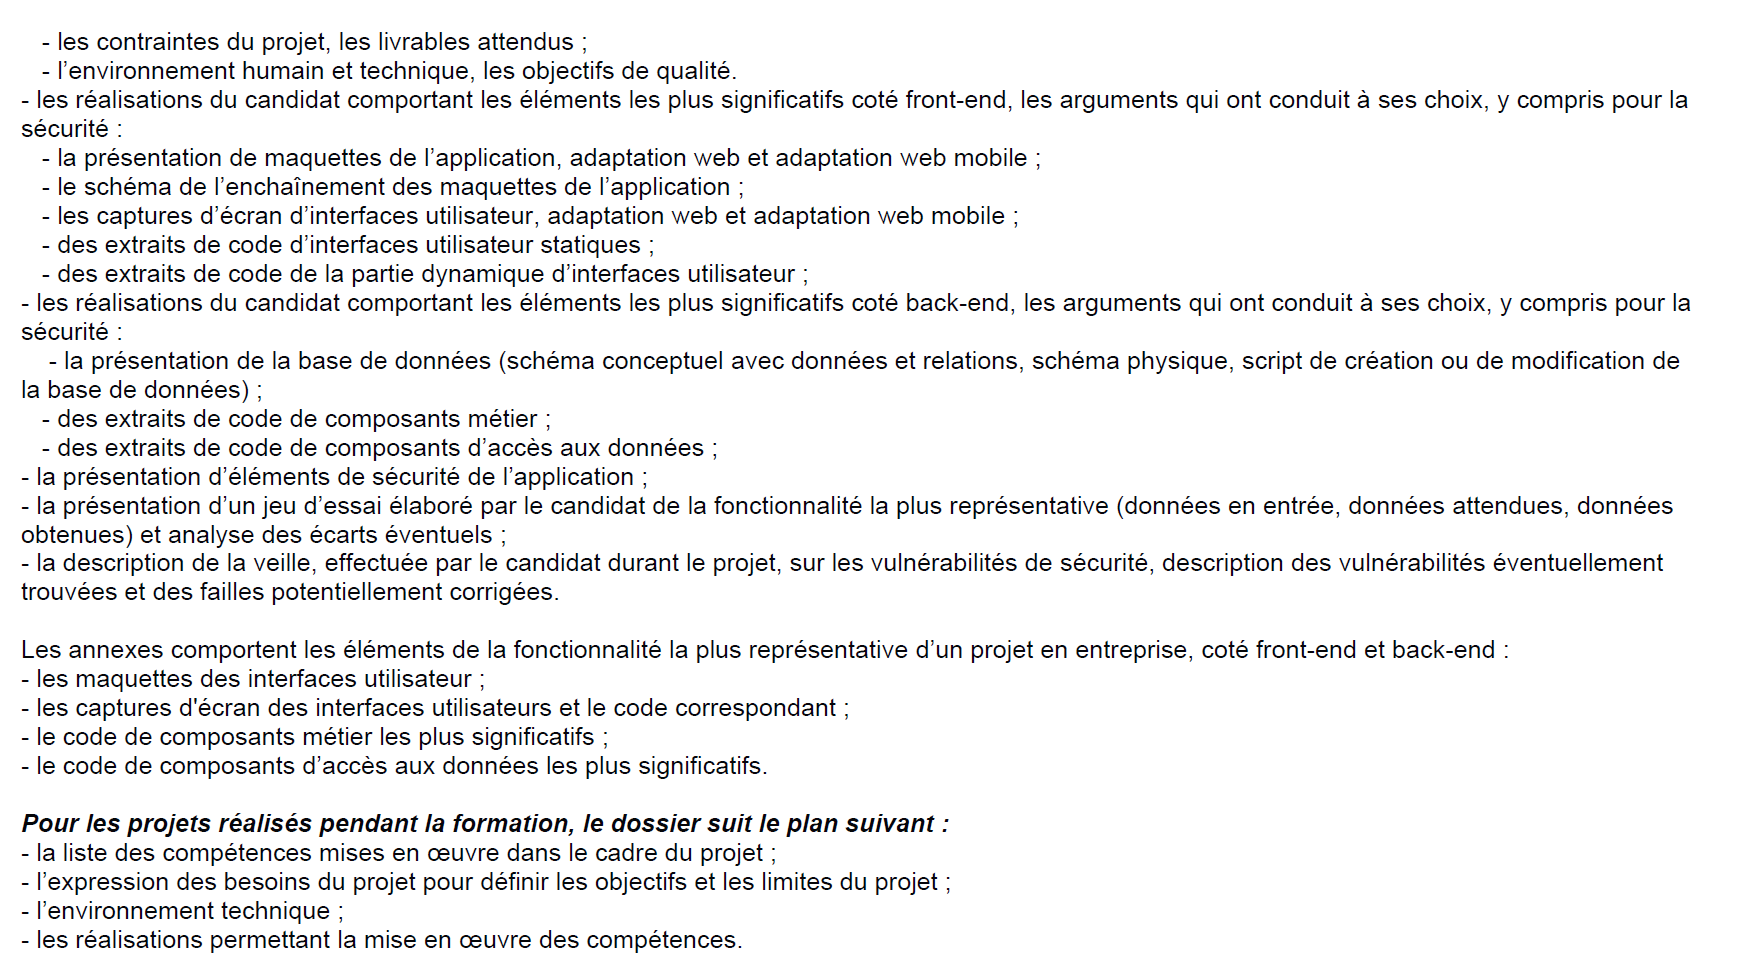 - les contraintes du projet, les livrables attendus ;
- l’environnement humain et technique, les objectifs de qualité.
- les réalisations du candidat comportant les éléments les plus significatifs coté front-end, les arguments qui ont conduit à ses choix, y compris pour la
sécurité :
- la présentation de maquettes de l’application, adaptation web et adaptation web mobile ;
- le schéma de l’enchaînement des maquettes de l’application ;
- les captures d’écran d’interfaces utilisateur, adaptation web et adaptation web mobile ;
- des extraits de code d’interfaces utilisateur statiques ;
- des extraits de code de la partie dynamique d’interfaces utilisateur ;
- les réalisations du candidat comportant les éléments les plus significatifs coté back-end, les arguments qui ont conduit à ses choix, y compris pour la
sécurité :
- la présentation de la base de données (schéma conceptuel avec données et relations, schéma physique, script de création ou de modification de
la base de données) ;
- des extraits de code de composants métier ;
- des extraits de code de composants d’accès aux données ;
- la présentation d’éléments de sécurité de l’application ;
- la présentation d’un jeu d’essai élaboré par le candidat de la fonctionnalité la plus représentative (données en entrée, données attendues, données
obtenues) et analyse des écarts éventuels ;
- la description de la veille, effectuée par le candidat durant le projet, sur les vulnérabilités de sécurité, description des vulnérabilités éventuellement
trouvées et des failles potentiellement corrigées.
Les annexes comportent les éléments de la fonctionnalité la plus représentative d’un projet en entreprise, coté front-end et back-end :
- les maquettes des interfaces utilisateur ;
- les captures d'écran des interfaces utilisateurs et le code correspondant ;
- le code de composants métier les plus significatifs ;
- le code de composants d’accès aux données les plus significatifs.
Pour les projets réalisés pendant la formation, le dossier suit le plan suivant :
- la liste des compétences mises en œuvre dans le cadre du projet ;
- l’expression des besoins du projet pour définir les objectifs et les limites du projet ;
- l’environnement technique ;
- les réalisations permettant la mise en œuvre des compétences.